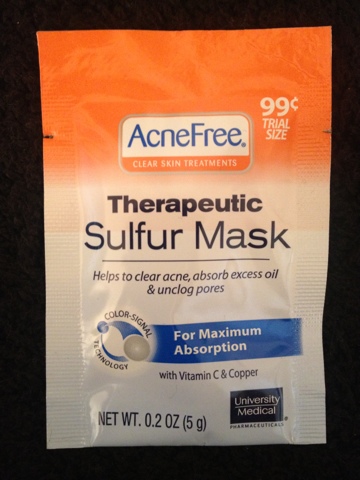 99¢
TRIAL
SIZE
AcneFree®
CLEAR SKIN TREATMENTS
Therapeutic
Sulfur Mask
Helps to clear acne, absorb excess oil
& unclog pores
COLOR-SIGNAL
TECHNOLOGY
For Maximum
Absorption
with Vitamin C & Copper
University
Medical
PHARMACEUTICALS®
NET WT. 0.2 OZ (5 g)